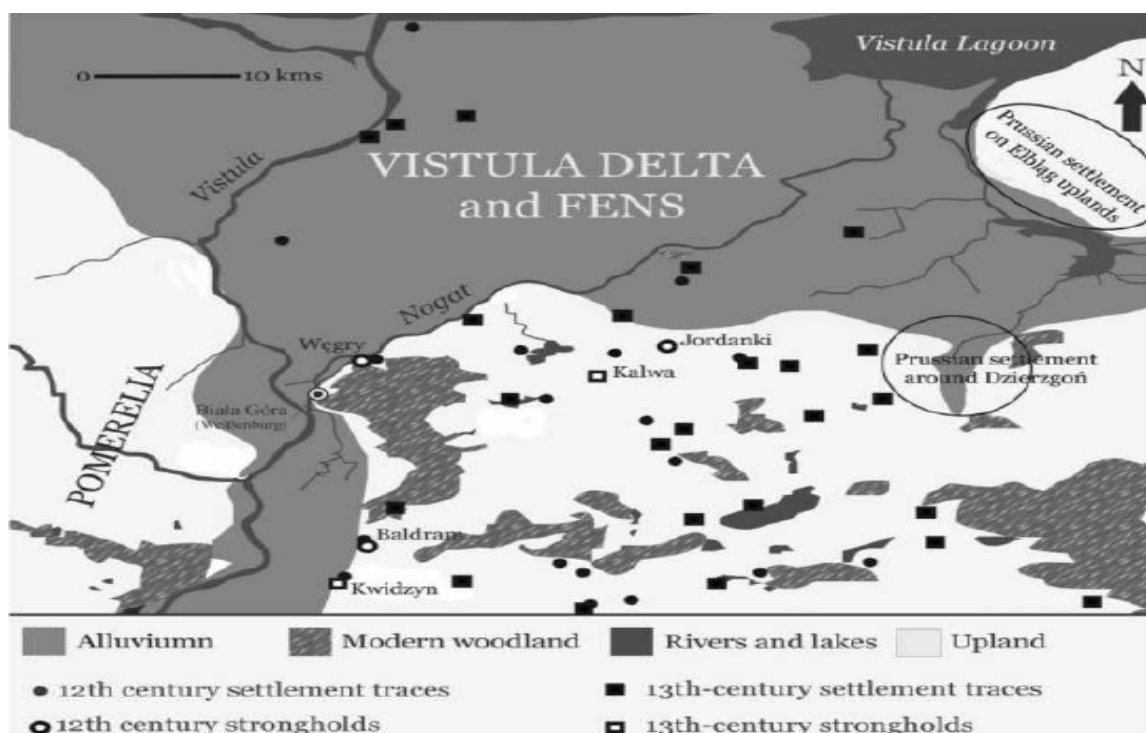 Vistula Lagoon
0 10 kms
N
Prussian settlement
on Elbląg uplands
Vistula
VISTULA DELTA
and FENS
Nogat
Węgry
Jordanki
Kalwa
Prussian settlement
around Dzierzgoń
Biała Góra
(Weißenburg)
POMERELIA
Baldram
Kwidzyn
Alluviumn
Modern woodland
Rivers and lakes
Upland
12th century settlement traces
13th-century settlement traces
12th century strongholds
13th-century strongholds